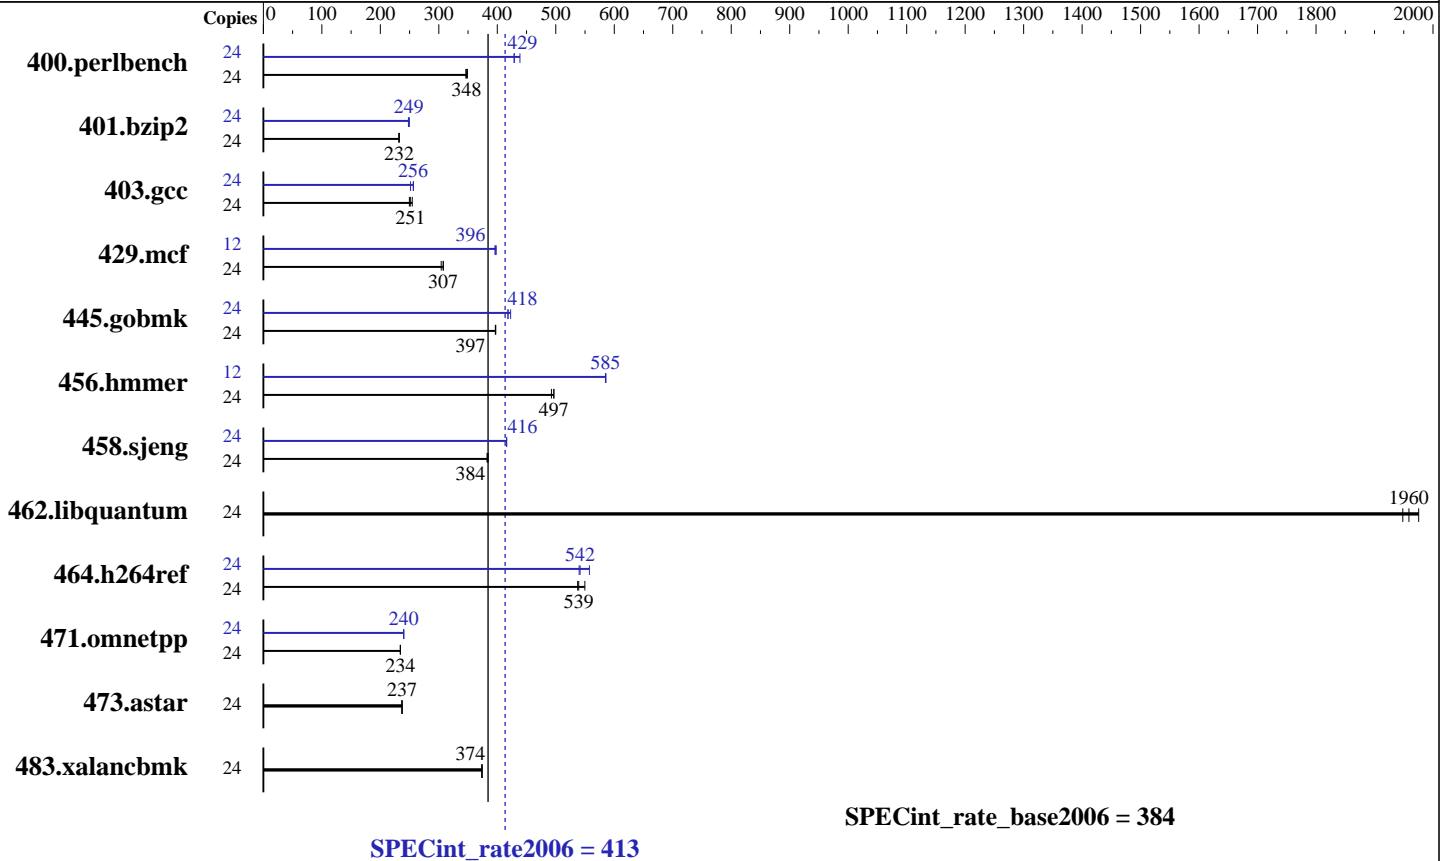 Copies 0 100 200 300 400 500 600 700 800 900 1000 1100 1200 1300 1400 1500 1600 1700 1800 2000
400.perlbench 24 429
24 348
401.bzip2 24 249
24 232
403.gcc 24 256
24 251
429.mcf 12 396
24 307
445.gobmk 24 418
24 397
456.hmmer 12 585
24 497
458.sjeng 24 416
24 384
462.libquantum 24 1960
464.h264ref 24 542
24 539
471.omnetpp 24 240
24 234
473.astar 24 237
483.xalancbmk 24 374
SPECint_rate_base2006 = 384
SPECint_rate2006 = 413